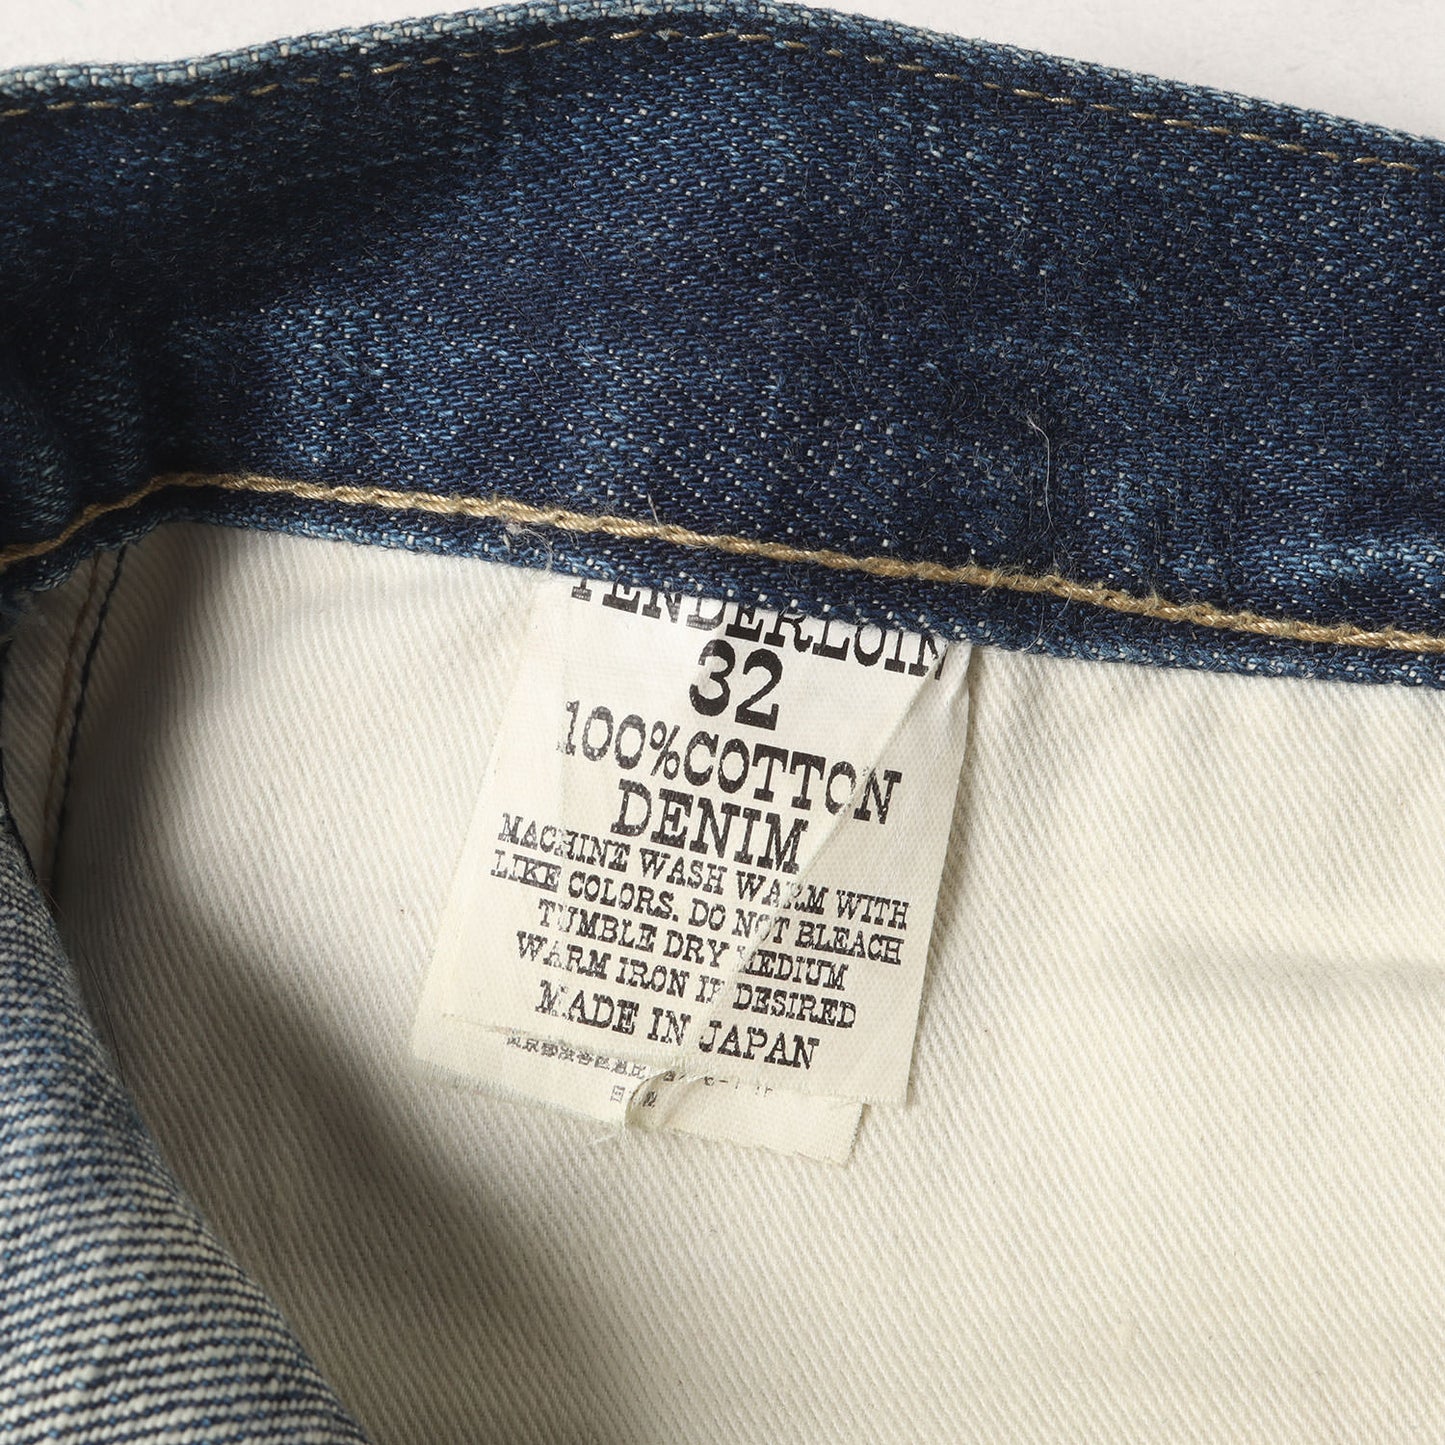 TENDERLOIN
32
100%COTTON
DENIM
MACHINE WASH WARM WITH
LIKE COLORS. DO NOT BLEACH
TUMBLE DRY MEDIUM
WARM IRON IF DESIRED
MADE IN JAPAN